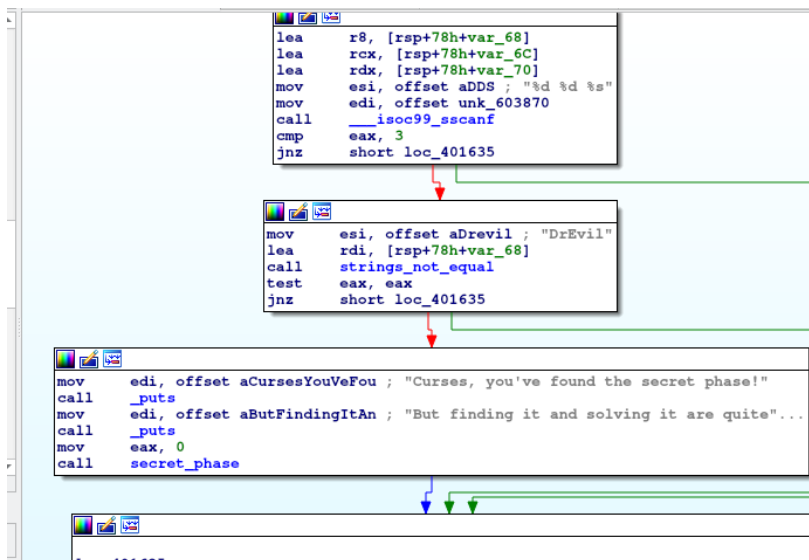 lea r8, [rsp+78h+var_68]
lea rcx, [rsp+78h+var_6C]
lea rdx, [rsp+78h+var_70]
mov esi, offset aDDS ; "%d %d %s"
mov edi, offset unk_603870
call ___isoc99_sscanf
cmp eax, 3
jnz short loc_401635
mov esi, offset aDrevil ; "DrEvil"
lea rdi, [rsp+78h+var_68]
call strings_not_equal
test eax, eax
jnz short loc_401635
mov edi, offset aCursesYouVeFou ; "Curses, you've found the secret phase!"
call _puts
mov edi, offset aButFindingItAn ; "But finding it and solving it are quite"...
call _puts
mov eax, 0
call secret_phase